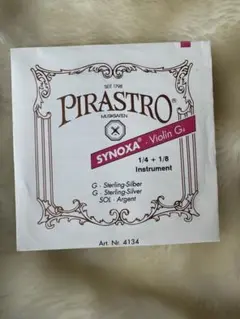 SEIT 1798
PIRASTRO
MUSIKSAITEN
SYNOXA® - Violin G4
1/4 + 1/8
Instrument
G - Sterling-Silber
G - Sterling-Silver
SOL - Argent
Art. Nr. 4134